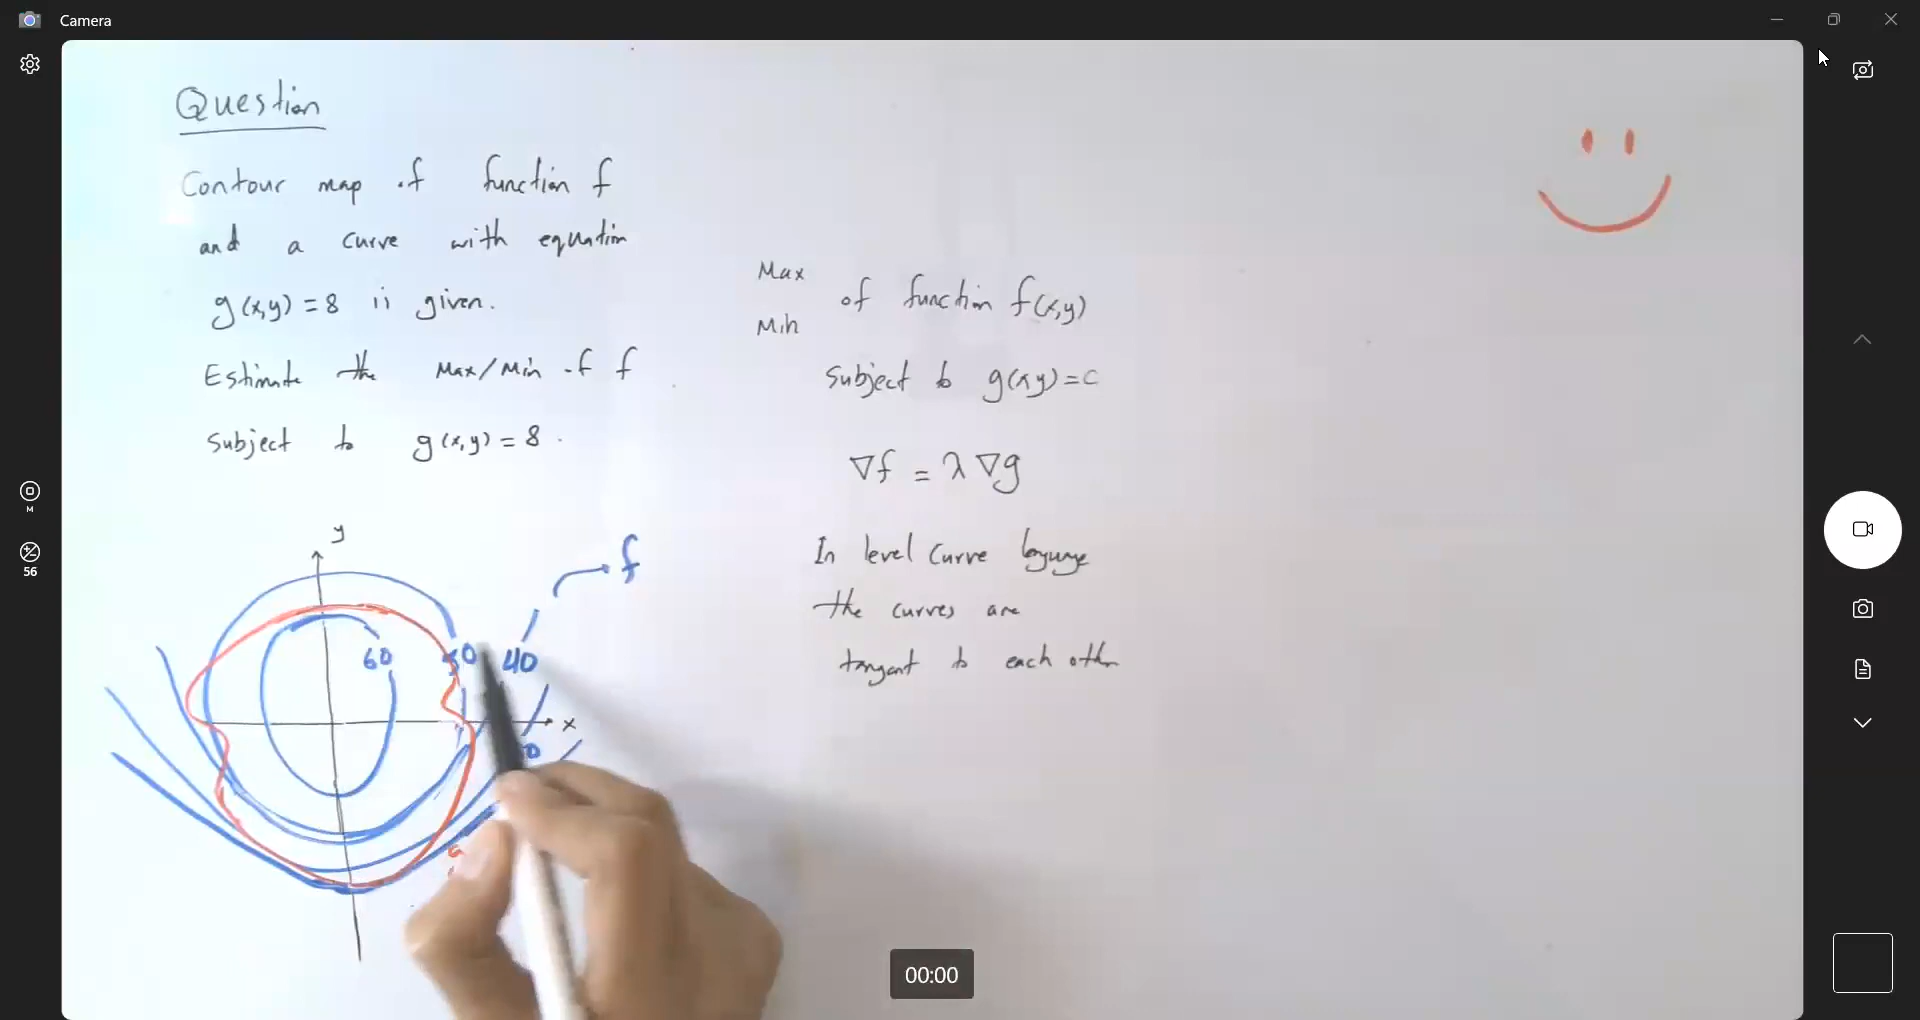 Camera
Question
Contour map of function f
and a curve with equation
g(x,y) = 8 is given.
Estimate the Max/Min of f
subject to g(x,y) = 8.
y
f
60
50
40
x
Max
Min
of function f(x,y)
subject to g(x,y) = c
∇f = λ ∇g
In level curve language
the curves are
tangent to each other
M
56
00:00